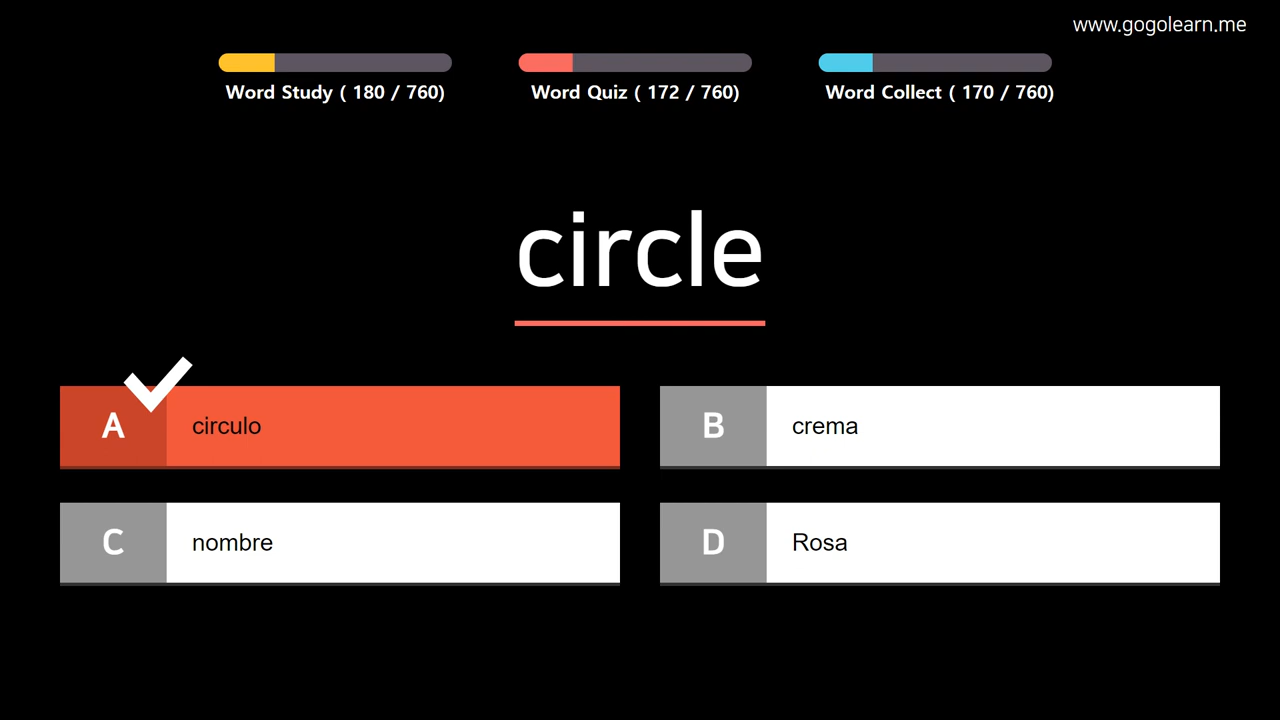 www.gogolearn.me
Word Study ( 180 / 760)
Word Quiz ( 172 / 760)
Word Collect ( 170 / 760)
circle
A circulo
B crema
C nombre
D Rosa